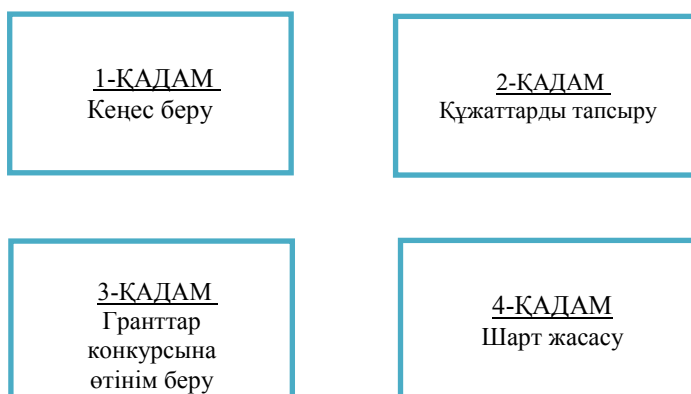 1-ҚАДАМ
Кеңес беру
2-ҚАДАМ
Құжаттарды тапсыру
3-ҚАДАМ
Гранттар
конкурсына
өтінім беру
4-ҚАДАМ
Шарт жасасу